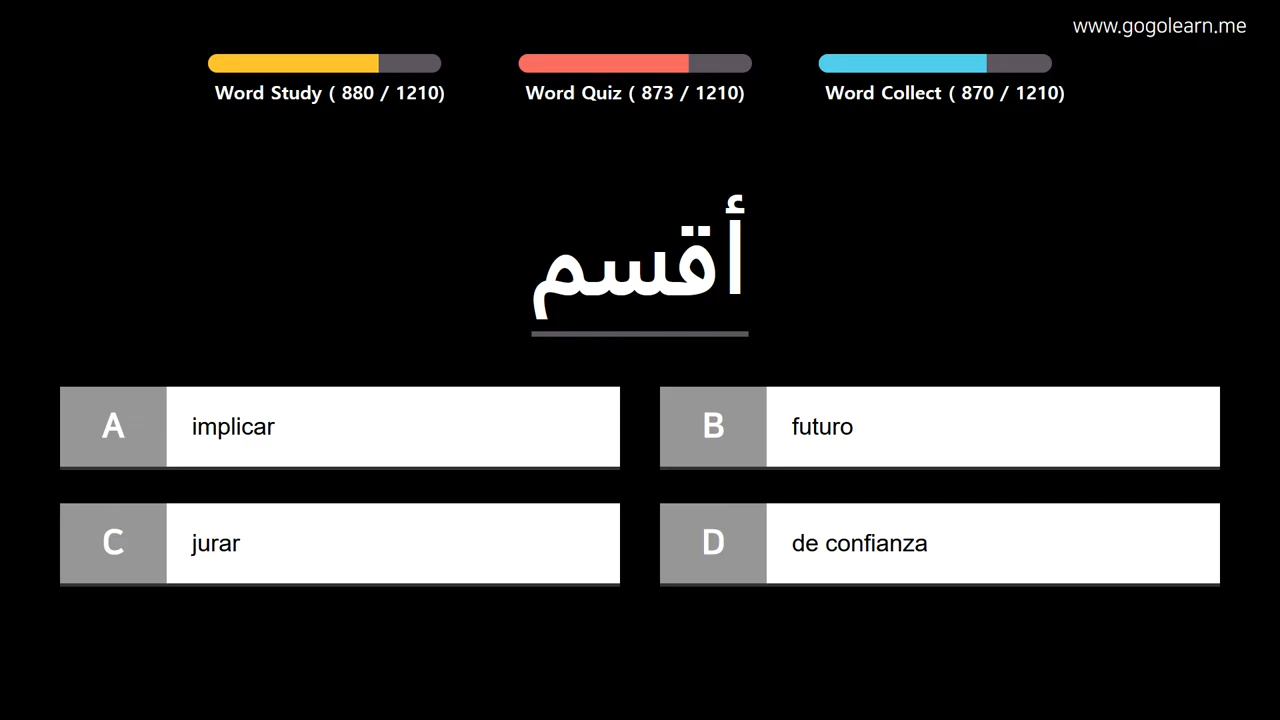 www.gogolearn.me
Word Study ( 880 / 1210)
Word Quiz ( 873 / 1210)
Word Collect ( 870 / 1210)
أقسم
A implicar
B futuro
C jurar
D de confianza